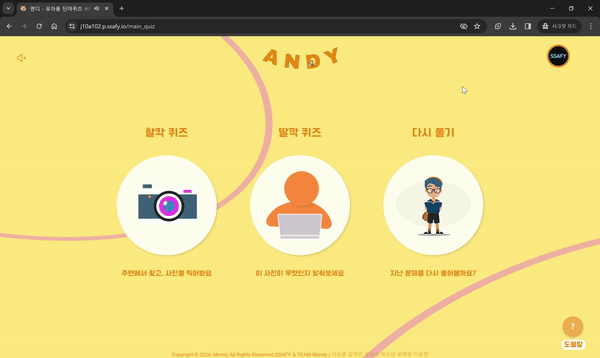 앤디 - 유아용 단어퀴즈 서
j10a102.p.ssafy.io/main_quiz
시크릿 모드
ANDY
SSAFY
찰칵 퀴즈
딸깍 퀴즈
다시 풀기
주변에서 찾고, 사진을 찍어봐요
이 사진이 무엇인지 맞춰보세요
지난 문제를 다시 풀어볼까요?
?
도움말
Copyright © 2024, Mondy All Rights Reserved SSAFY & TEAM Mondy |